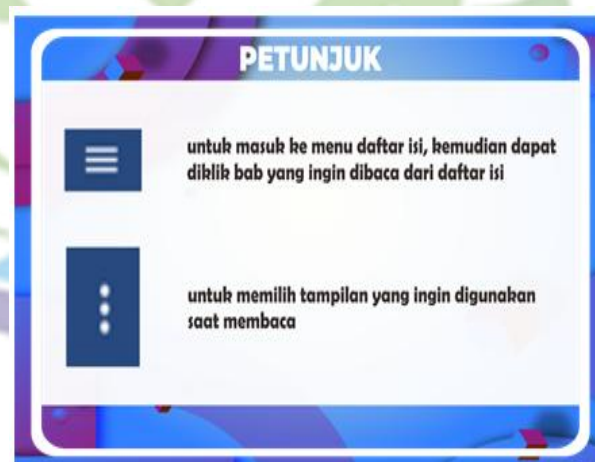 PETUNJUK
untuk masuk ke menu daftar isi, kemudian dapat
diklik bab yang ingin dibaca dari daftar isi
untuk memilih tampilan yang ingin digunakan
saat membaca